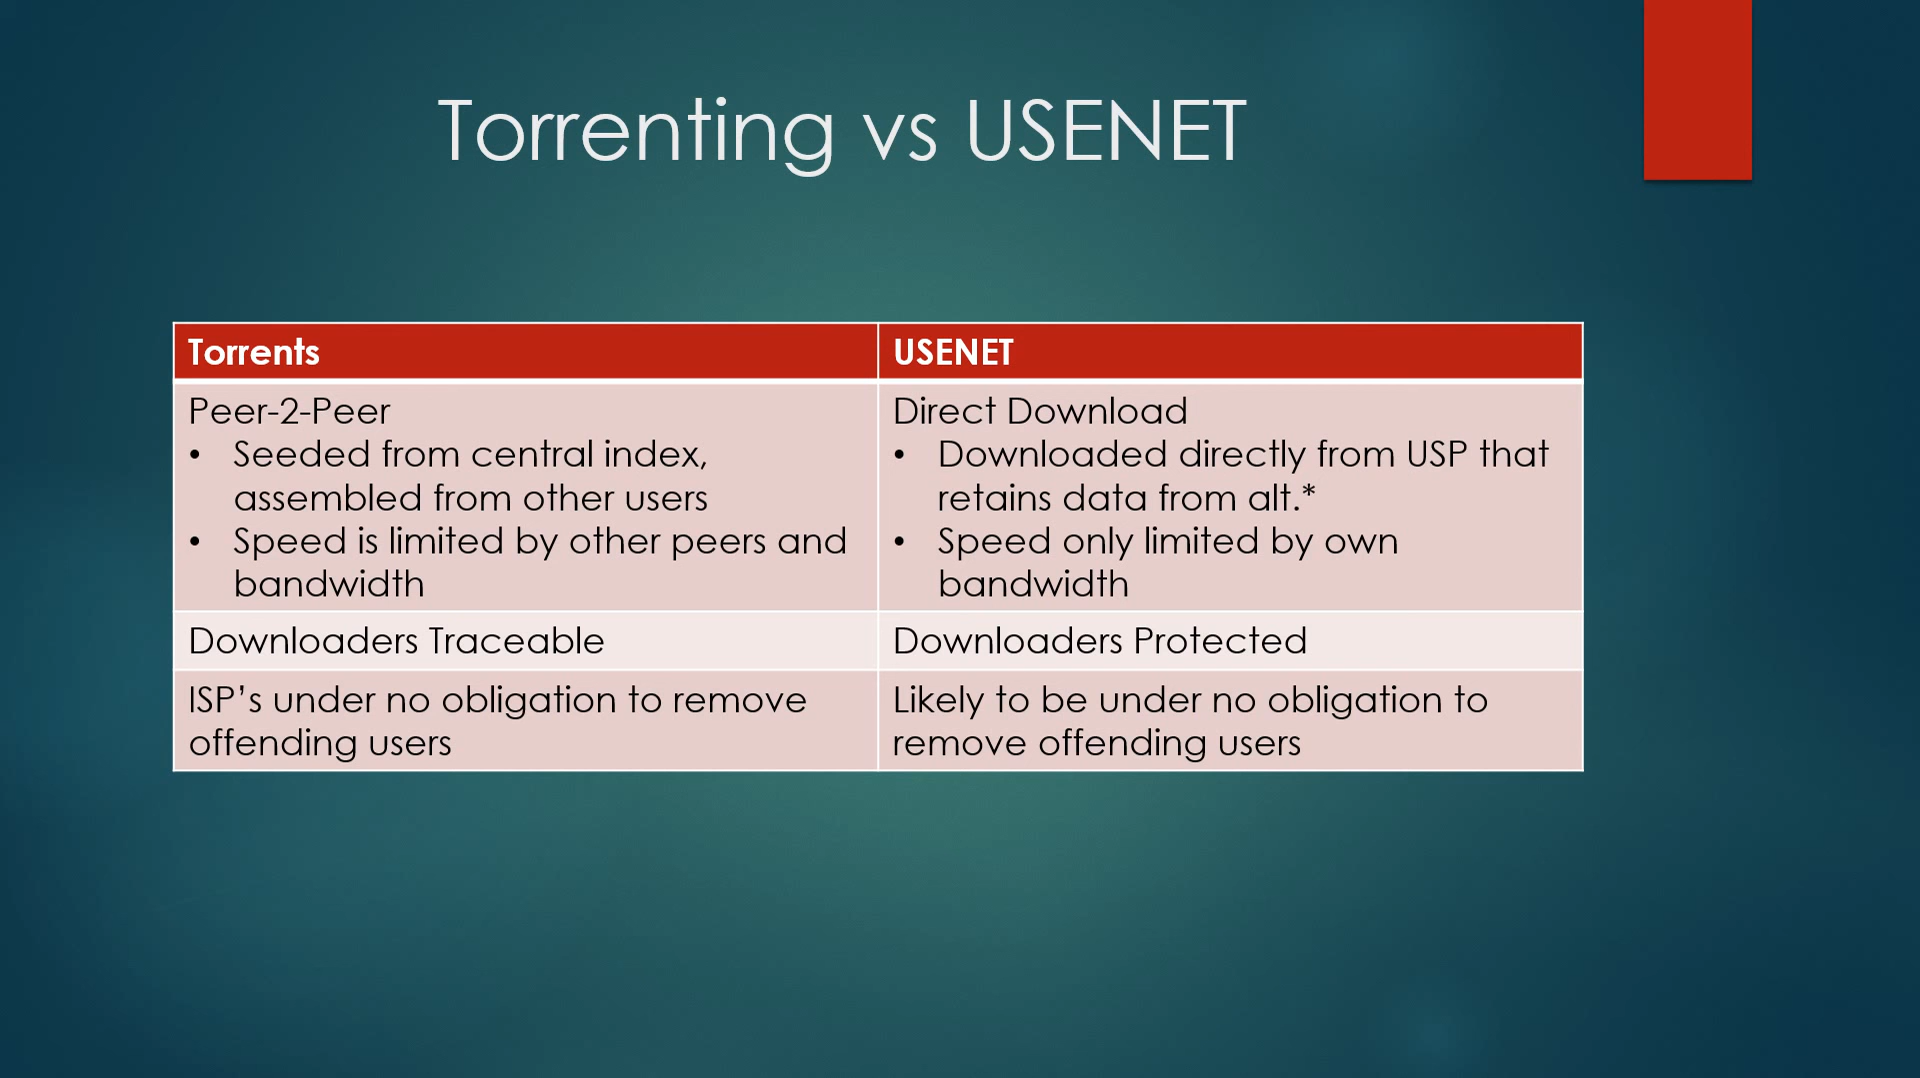 Torrenting vs USENET
Torrents
USENET
Peer-2-Peer
• Seeded from central index,
assembled from other users
• Speed is limited by other peers and
bandwidth
Direct Download
• Downloaded directly from USP that
retains data from alt.*
• Speed only limited by own
bandwidth
Downloaders Traceable
Downloaders Protected
ISP’s under no obligation to remove
offending users
Likely to be under no obligation to
remove offending users